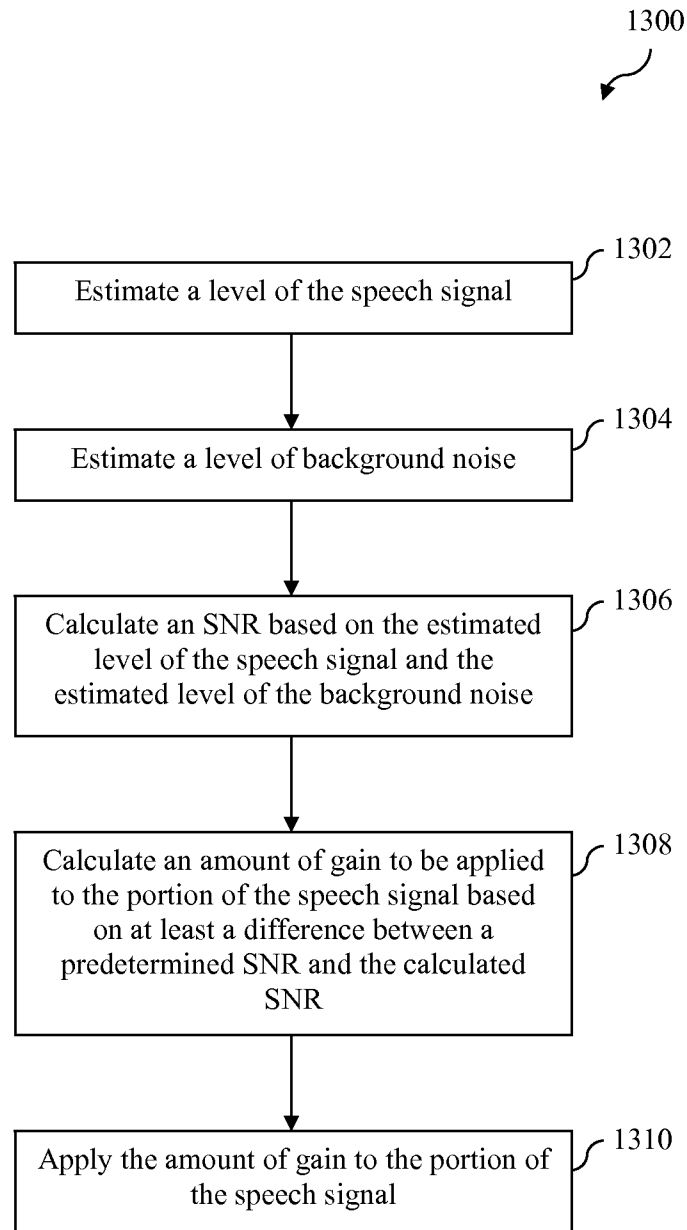 1300
1302
Estimate a level of the speech signal
1304
Estimate a level of background noise
1306
Calculate an SNR based on the estimated
level of the speech signal and the
estimated level of the background noise
1308
Calculate an amount of gain to be applied
to the portion of the speech signal based
on at least a difference between a
predetermined SNR and the calculated
SNR
1310
Apply the amount of gain to the portion of
the speech signal